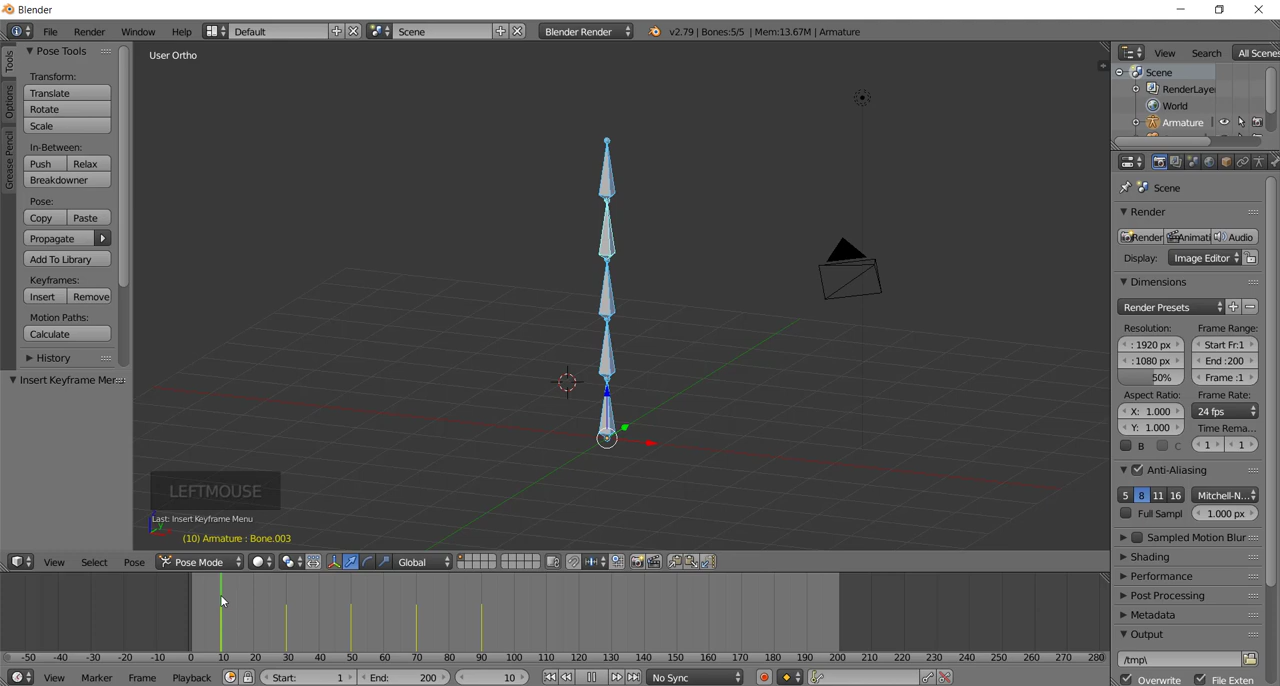 Blender
File Render Window Help Default Scene Blender Render v2.79 | Bones:5/5 | Mem:13.67M | Armature
Tools
Options
Grease Pencil
Pose Tools
Transform:
Translate
Rotate
Scale
In-Between:
Push Relax
Breakdowner
Pose:
Copy Paste
Propagate
Add To Library
Keyframes:
Insert Remove
Motion Paths:
Calculate
History
Insert Keyframe Mer
User Ortho
LEFTMOUSE
Last: Insert Keyframe Menu
(10) Armature : Bone.003
View Select Pose Pose Mode Global
View Search All Scenes
Scene
RenderLaye
World
Armature
Scene
Render
Render Animati Audio
Display: Image Editor
Dimensions
Render Presets
Resolution: Frame Range:
: 1920 px Start Fr:1
:1080 px End :200
50% Frame :1
Aspect Ratio: Frame Rate:
X: 1.000 24 fps
Y: 1.000 Time Rema...
B C 1 1
Anti-Aliasing
5 8 11 16 Mitchell-N...
Full Sampl 1.000 px
Sampled Motion Blur
Shading
Performance
Post Processing
Metadata
Output
/tmp\
Overwrite File Exten
-50 -40 -30 -20 -10 0 10 20 30 40 50 60 70 80 90 100 110 120 130 140 150 160 170 180 190 200 210 220 230 240 250 260 270 280
View Marker Frame Playback Start: 1 End: 200 10 No Sync